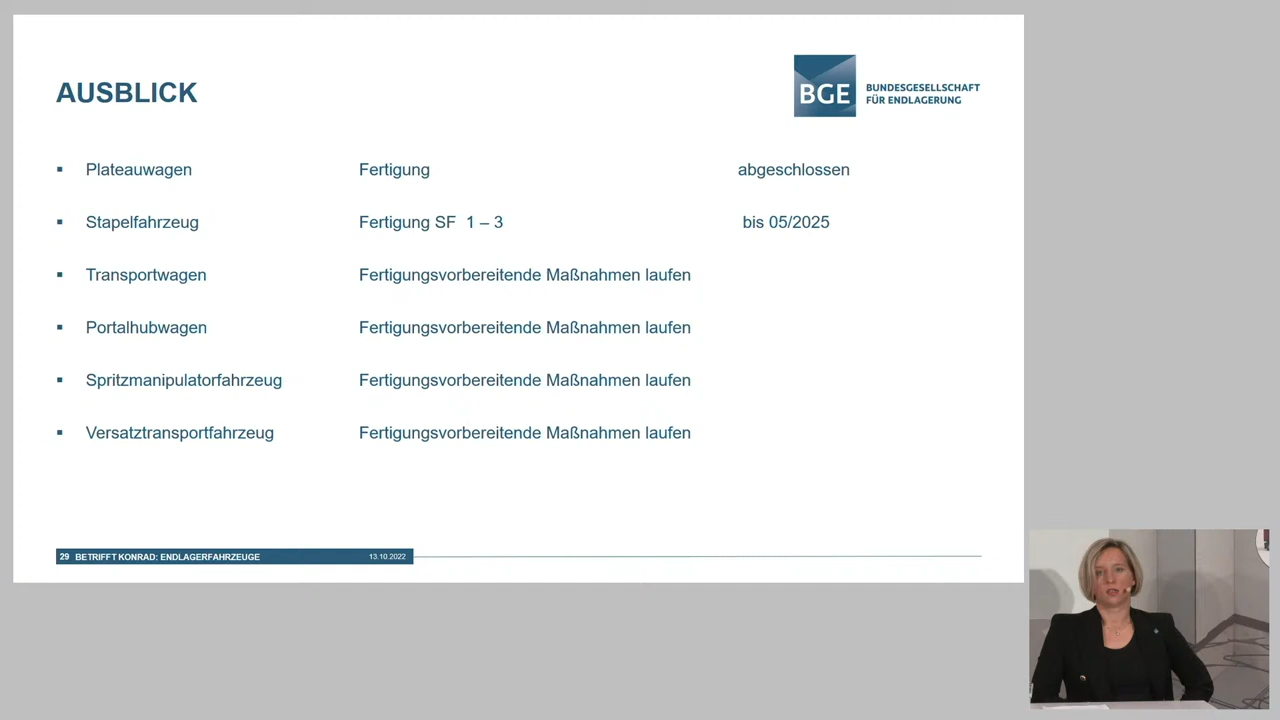 AUSBLICK
BGE
BUNDESGESELLSCHAFT
FÜR ENDLAGERUNG
▪ Plateauwagen Fertigung abgeschlossen
▪ Stapelfahrzeug Fertigung SF 1 – 3 bis 05/2025
▪ Transportwagen Fertigungsvorbereitende Maßnahmen laufen
▪ Portalhubwagen Fertigungsvorbereitende Maßnahmen laufen
▪ Spritzmanipulatorfahrzeug Fertigungsvorbereitende Maßnahmen laufen
▪ Versatztransportfahrzeug Fertigungsvorbereitende Maßnahmen laufen
29 BETRIFFT KONRAD: ENDLAGERFAHRZEUGE 13.10.2022